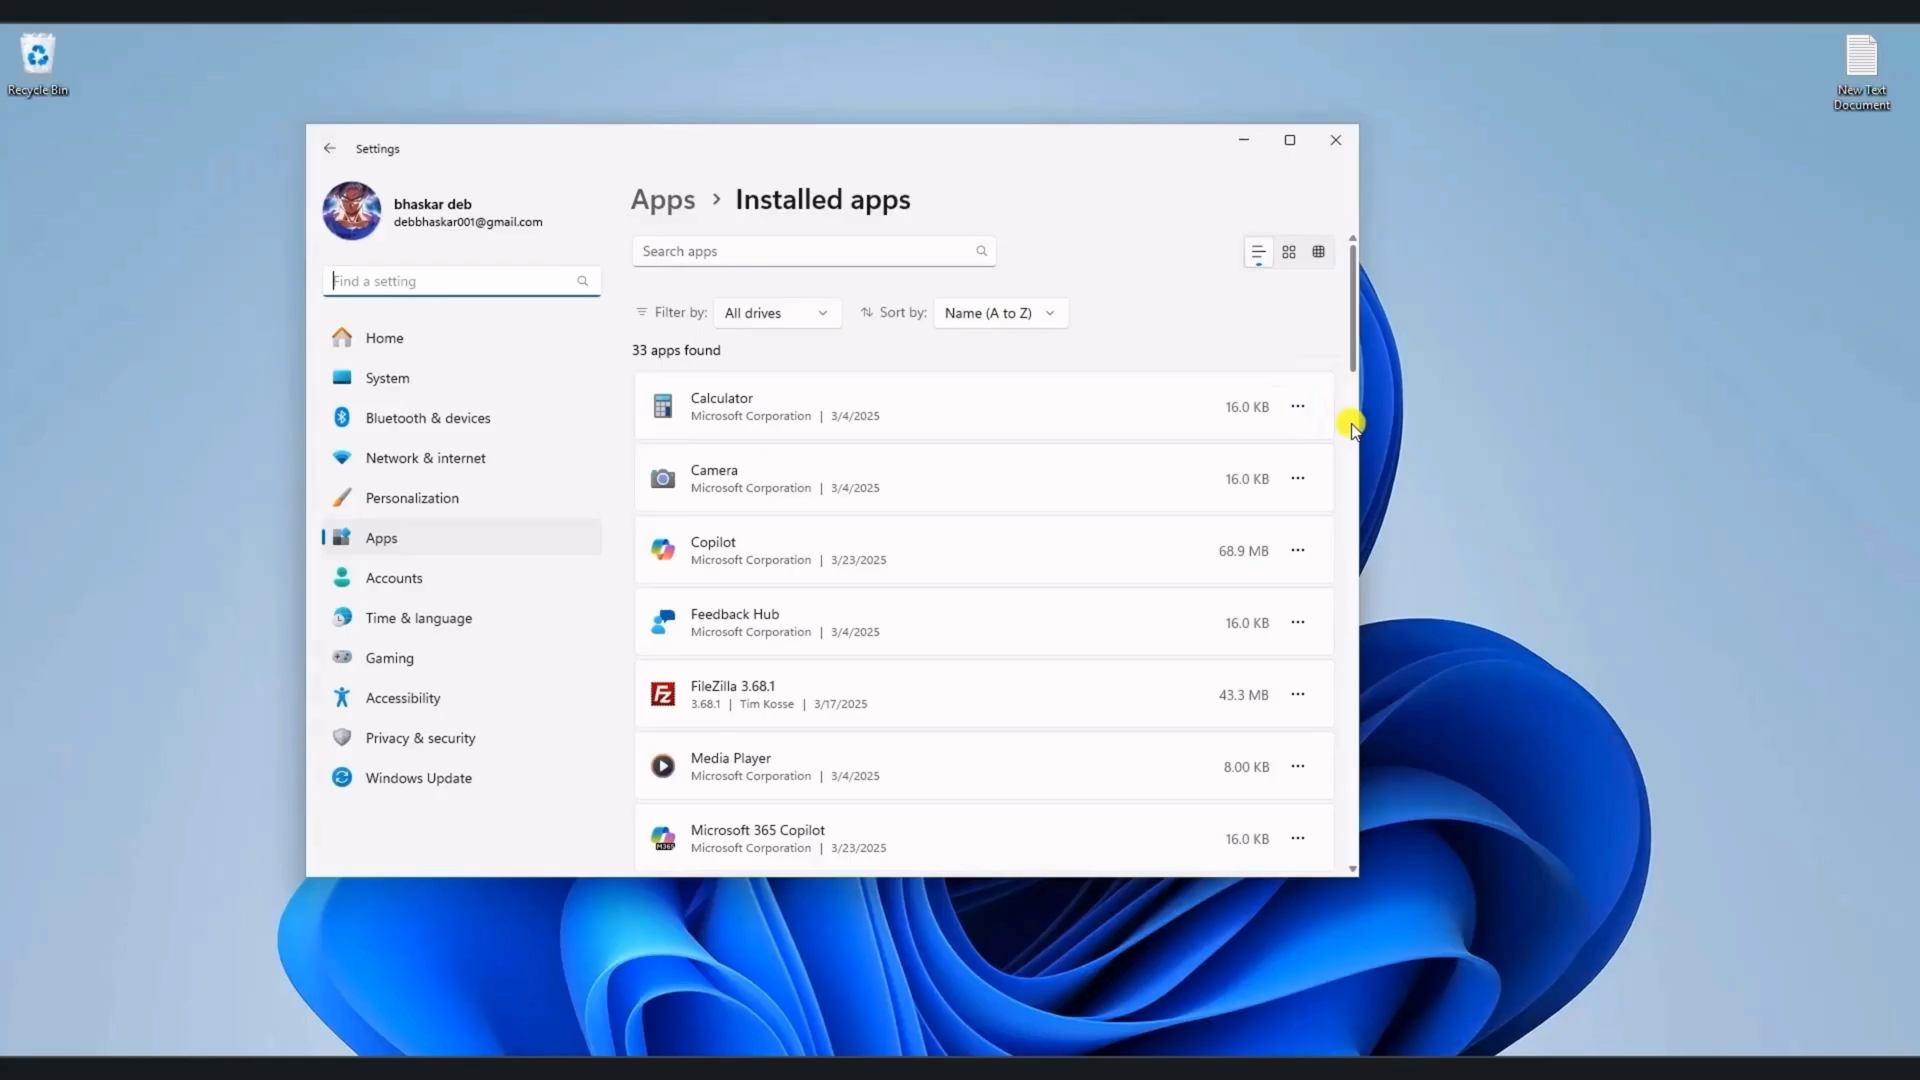 Recycle Bin
New Text
Document
Settings
bhaskar deb
debbhaskar001@gmail.com
Find a setting
Home
System
Bluetooth & devices
Network & internet
Personalization
Apps
Accounts
Time & language
Gaming
Accessibility
Privacy & security
Windows Update
Apps > Installed apps
Search apps
Filter by: All drives Sort by: Name (A to Z)
33 apps found
Calculator
Microsoft Corporation | 3/4/2025
16.0 KB
Camera
Microsoft Corporation | 3/4/2025
16.0 KB
Copilot
Microsoft Corporation | 3/23/2025
68.9 MB
Feedback Hub
Microsoft Corporation | 3/4/2025
16.0 KB
FileZilla 3.68.1
3.68.1 | Tim Kosse | 3/17/2025
43.3 MB
Media Player
Microsoft Corporation | 3/4/2025
8.00 KB
Microsoft 365 Copilot
Microsoft Corporation | 3/23/2025
16.0 KB
Fz
M365